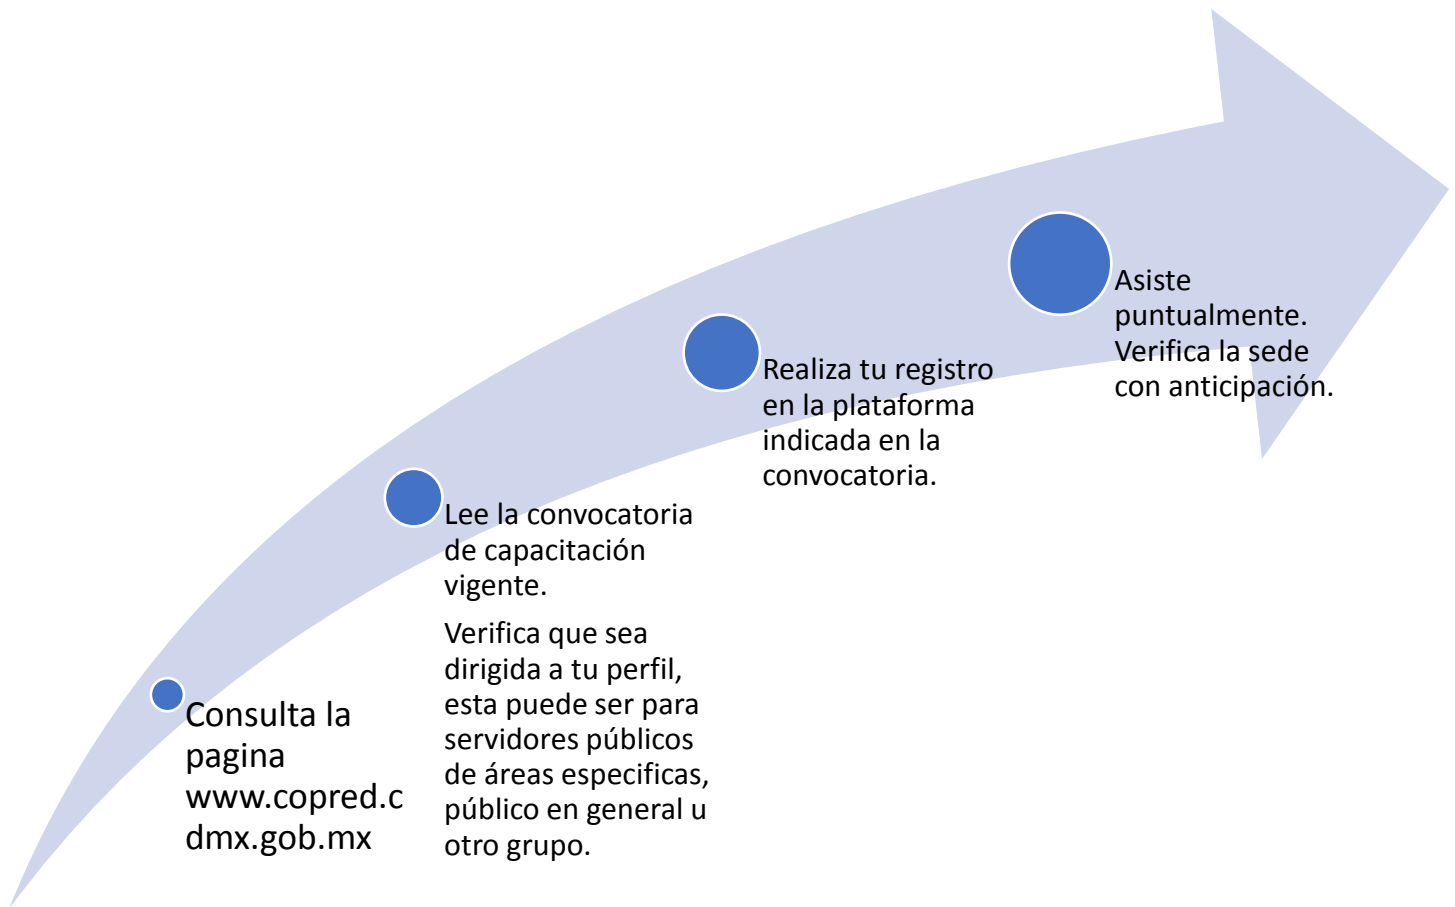 Consulta la
pagina
www.copred.c
dmx.gob.mx
Lee la convocatoria
de capacitación
vigente.
Verifica que sea
dirigida a tu perfil,
esta puede ser para
servidores públicos
de áreas especificas,
público en general u
otro grupo.
Realiza tu registro
en la plataforma
indicada en la
convocatoria.
Asiste
puntualmente.
Verifica la sede
con anticipación.